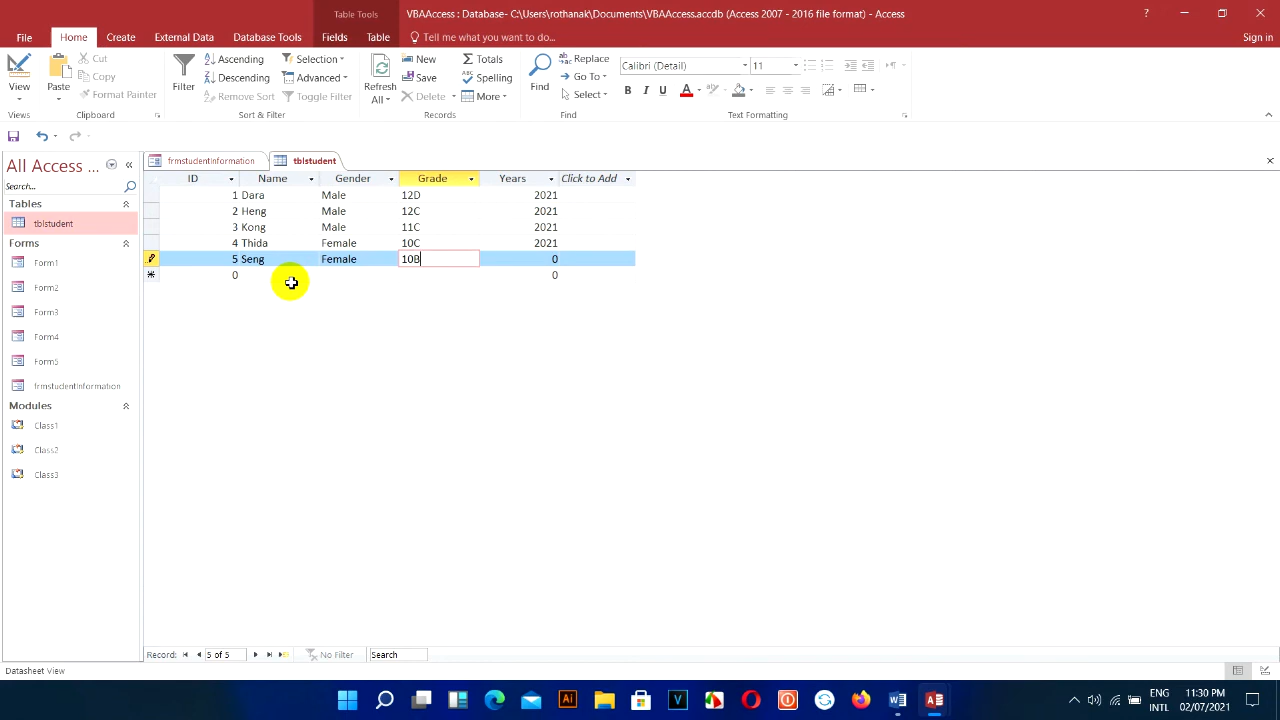 Table Tools
VBAAccess : Database- C:\Users\rothanak\Documents\VBAAccess.accdb (Access 2007 - 2016 file format) - Access
File Home Create External Data Database Tools Fields Table Tell me what you want to do... Sign in
View
Views
Paste
Cut
Format Painter
Clipboard
Filter
Ascending
Descending
Remove Sort
Selection
Advanced
Toggle Filter
Sort & Filter
Refresh
All
New
Save
Delete
Totals
Spelling
More
Records
Find
Replace
Go To
Select
Find
Calibri (Detail) 11
B I U A
Text Formatting
All Access ...
Search...
Tables
tblstudent
Forms
Form1
Form2
Form3
Form4
Form5
frmstudentInformation
Modules
Class1
Class2
Class3
frmstudentInformation tblstudent
ID Name Gender Grade Years Click to Add
1 Dara Male 12D 2021
2 Heng Male 12C 2021
3 Kong Male 11C 2021
4 Thida Female 10C 2021
5 Seng Female 10B 0
0 0
Record: 5 of 5 No Filter Search
Datasheet View
ENG
INTL
11:30 PM
02/07/2021